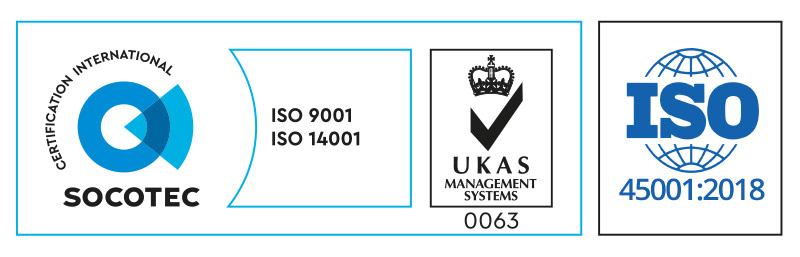 CERTIFICATION INTERNATIONAL
SOCOTEC
ISO 9001
ISO 14001
UKAS
MANAGEMENT
SYSTEMS
0063
ISO
45001:2018